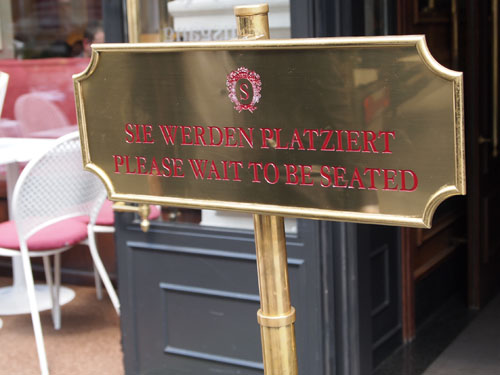 S
SIE WERDEN PLATZIERT
PLEASE WAIT TO BE SEATED